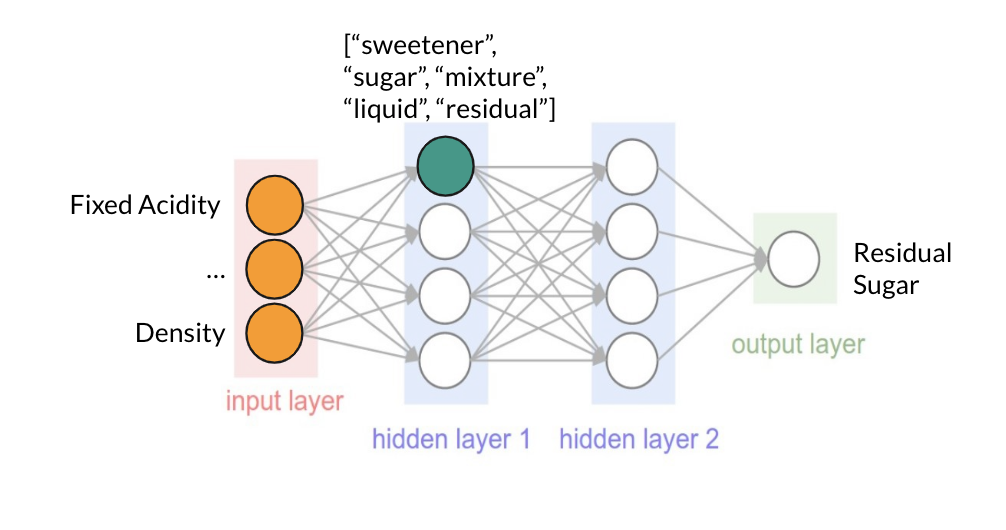 [“sweetener”,
“sugar”, “mixture”,
“liquid”, “residual”]
Fixed Acidity
...
Density
Residual
Sugar
input layer
hidden layer 1
hidden layer 2
output layer